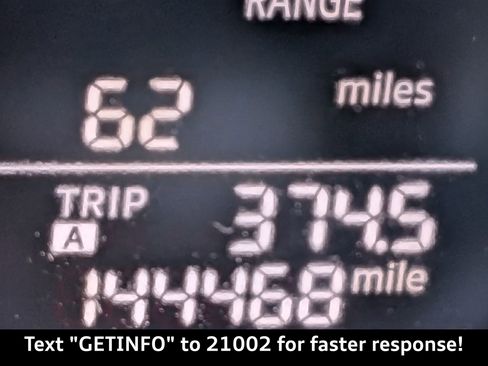 RANGE
62 miles
TRIP A 374.5
144468 mile
Text "GETINFO" to 21002 for faster response!